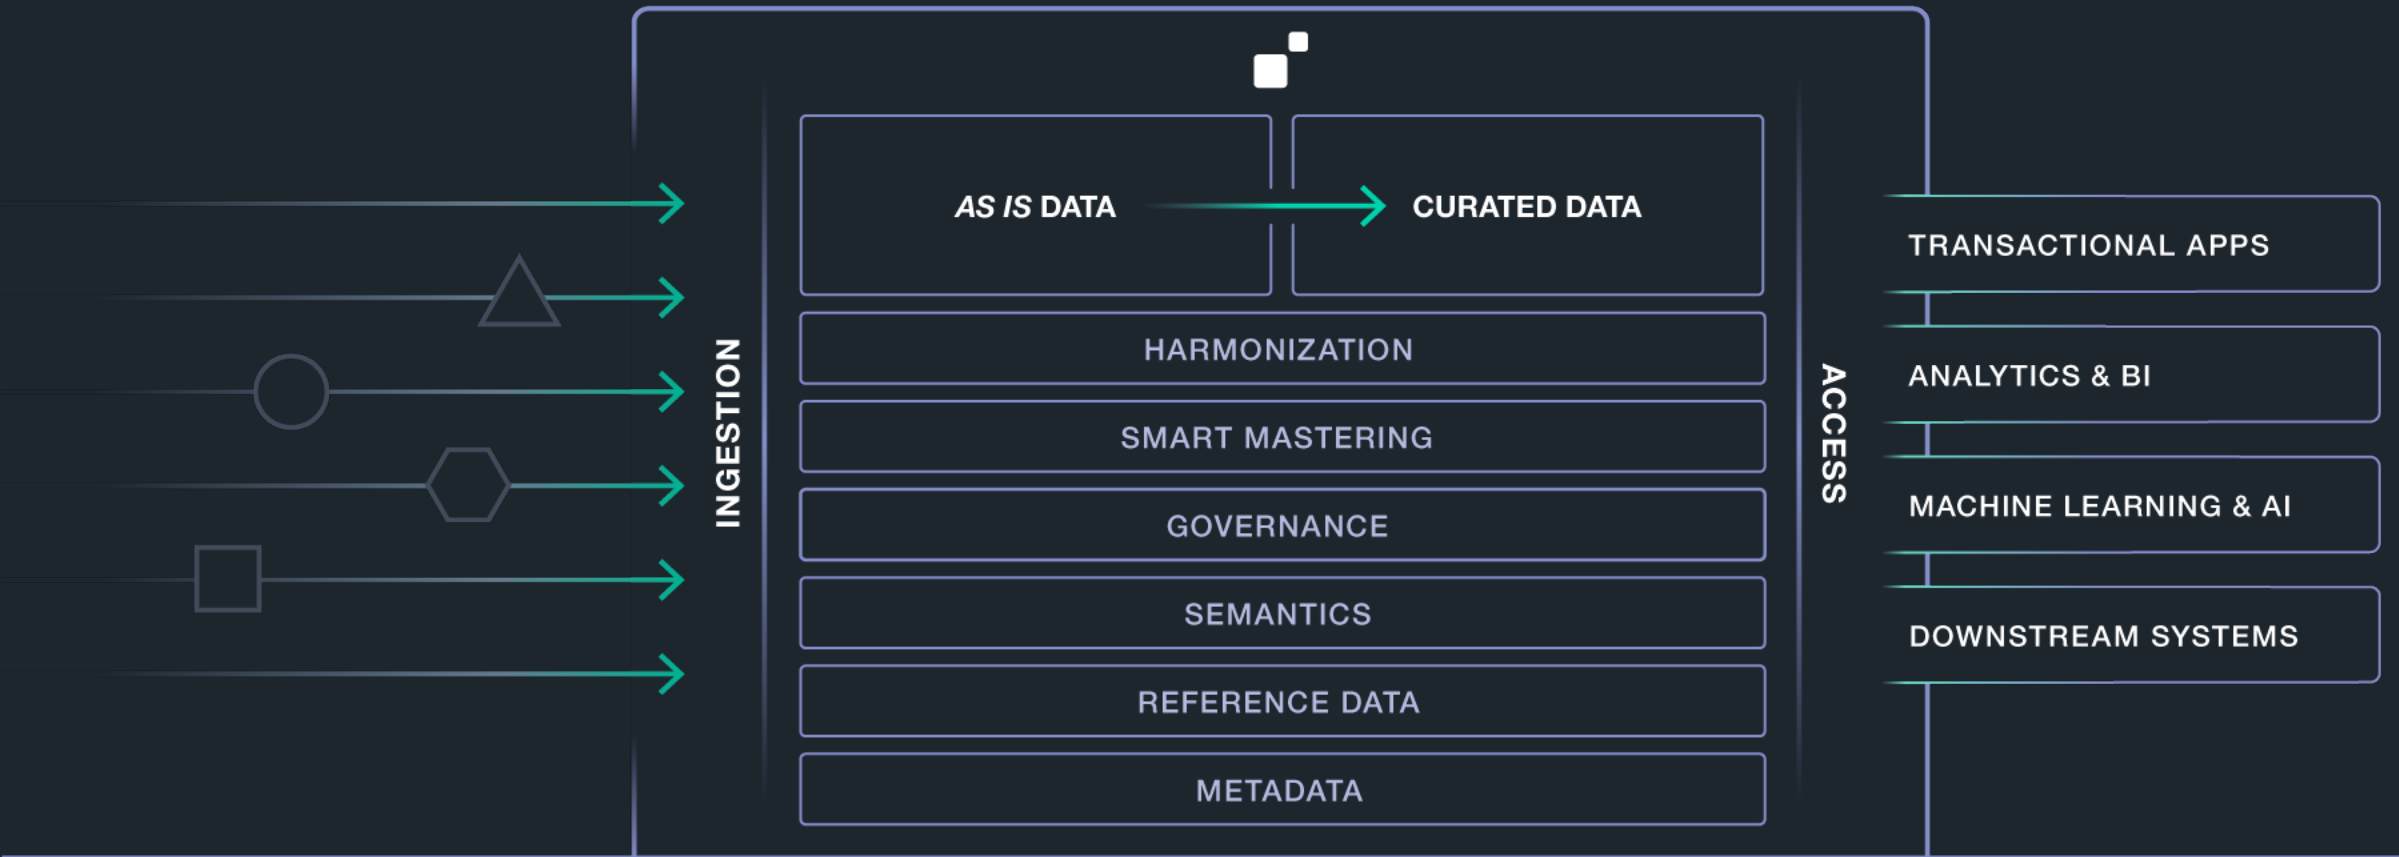 INGESTION
AS IS DATA
CURATED DATA
HARMONIZATION
SMART MASTERING
GOVERNANCE
SEMANTICS
REFERENCE DATA
METADATA
ACCESS
TRANSACTIONAL APPS
ANALYTICS & BI
MACHINE LEARNING & AI
DOWNSTREAM SYSTEMS